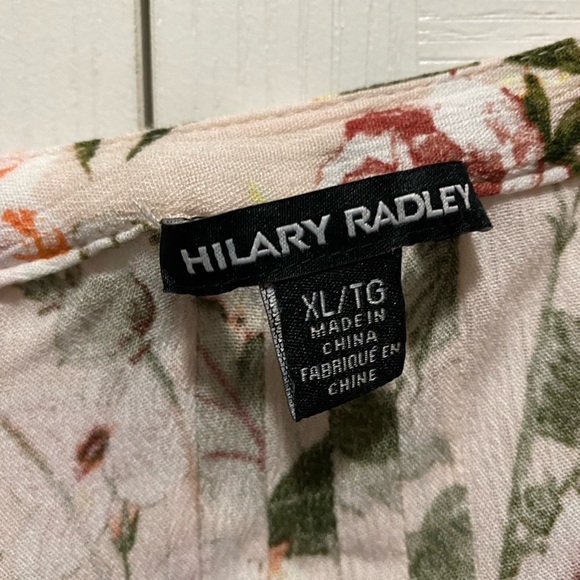 HILARY RADLEY
XL/TG
MADE IN
CHINA
FABRIQUÉ EN
CHINE